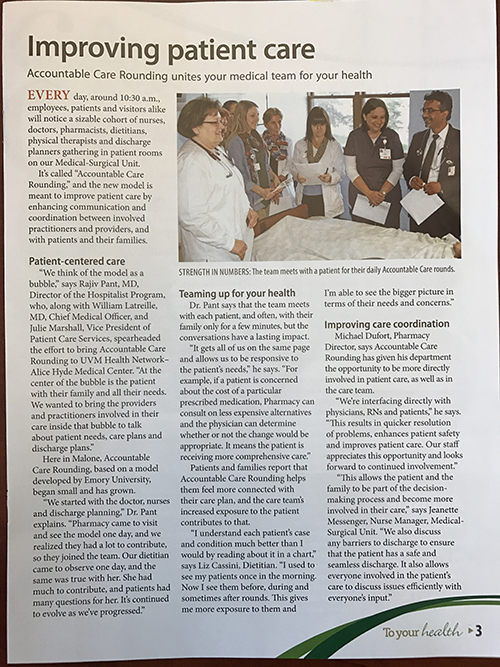 Improving patient care
Accountable Care Rounding unites your medical team for your health
EVERY day, around 10:30 a.m.,
employees, patients and visitors alike
will notice a sizable cohort of nurses,
doctors, pharmacists, dietitians,
physical therapists and discharge
planners gathering in patient rooms
on our Medical-Surgical Unit.
It's called “Accountable Care
Rounding,” and the new model is
meant to improve patient care by
enhancing communication and
coordination between involved
practitioners and providers, and
with patients and their families.
Patient-centered care
“We think of the model as a
bubble,” says Rajiv Pant, MD,
Director of the Hospitalist Program,
who, along with William Latreille,
MD, Chief Medical Officer, and
Julie Marshall, Vice President of
Patient Care Services, spearheaded
the effort to bring Accountable Care
Rounding to UVM Health Network–
Alice Hyde Medical Center. “At the
center of the bubble is the patient
with their family and all their needs.
We wanted to bring the providers
and practitioners involved in their
care inside that bubble to talk
about patient needs, care plans and
discharge plans.”
Here in Malone, Accountable
Care Rounding, based on a model
developed by Emory University,
began small and has grown.
“We started with the doctor, nurses
and discharge planning,” Dr. Pant
explains. “Pharmacy came to visit
and see the model one day, and we
realized they had a lot to contribute,
so they joined the team. Our dietitian
came to observe one day, and the
same was true with her. She had
much to contribute, and patients had
many questions for her. It's continued
to evolve as we've progressed.”
STRENGTH IN NUMBERS: The team meets with a patient for their daily Accountable Care rounds.
Teaming up for your health
Dr. Pant says that the team meets
with each patient, and often, with their
family only for a few minutes, but the
conversations have a lasting impact.
“It gets all of us on the same page
and allows us to be responsive to
the patient's needs,” he says. “For
example, if a patient is concerned
about the cost of a particular
prescribed medication, Pharmacy can
consult on less expensive alternatives
and the physician can determine
whether or not the change would be
appropriate. It means the patient is
receiving more comprehensive care.”
Patients and families report that
Accountable Care Rounding helps
them feel more connected with
their care plan, and the care team's
increased exposure to the patient
contributes to that.
“I understand each patient's case
and condition much better than I
would by reading about it in a chart,”
says Liz Cassini, Dietitian. “I used to
see my patients once in the morning.
Now I see them before, during and
sometimes after rounds. This gives
me more exposure to them and
I'm able to see the bigger picture in
terms of their needs and concerns.”
Improving care coordination
Michael Dufort, Pharmacy
Director, says Accountable Care
Rounding has given his department
the opportunity to be more directly
involved in patient care, as well as in
the care team.
“We're interfacing directly with
physicians, RNs and patients,” he says.
“This results in quicker resolution
of problems, enhances patient safety
and improves patient care. Our staff
appreciates this opportunity and looks
forward to continued involvement.”
“This allows the patient and the
family to be part of the decision-
making process and become more
involved in their care,” says Jeanette
Messenger, Nurse Manager, Medical-
Surgical Unit. “We also discuss
any barriers to discharge to ensure
that the patient has a safe and
seamless discharge. It also allows
everyone involved in the patient's
care to discuss issues efficiently with
everyone's input.”
To your health ▸3